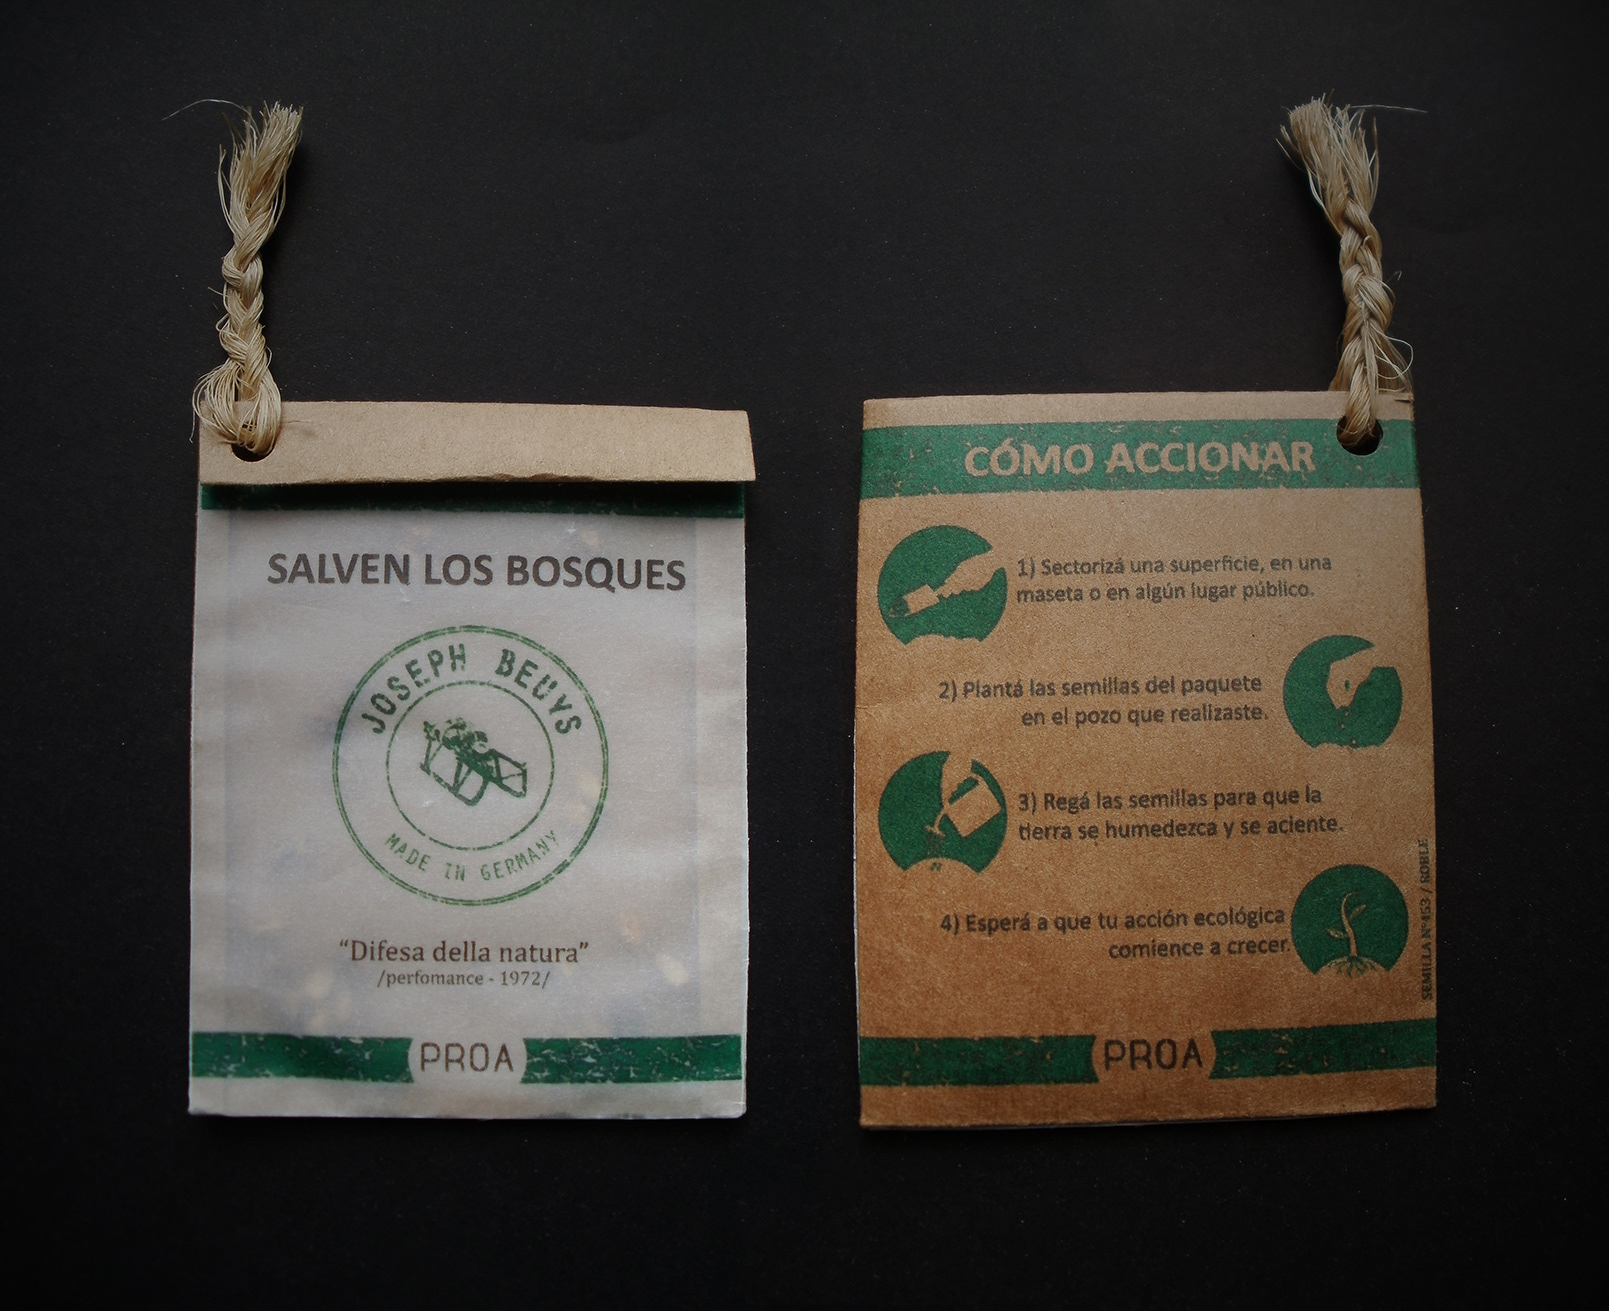 SALVEN LOS BOSQUES
JOSEPH BEUYS
MADE IN GERMANY
“Difesa della natura”
/perfomance - 1972/
PROA
CÓMO ACCIONAR
1) Sectorizá una superficie, en una
maseta o en algún lugar público.
2) Plantá las semillas del paquete
en el pozo que realizaste.
3) Regá las semillas para que la
tierra se humedezca y se aciente.
4) Esperá a que tu acción ecológica
comience a crecer.
SEMILLA N°453 / ROBLE
PROA